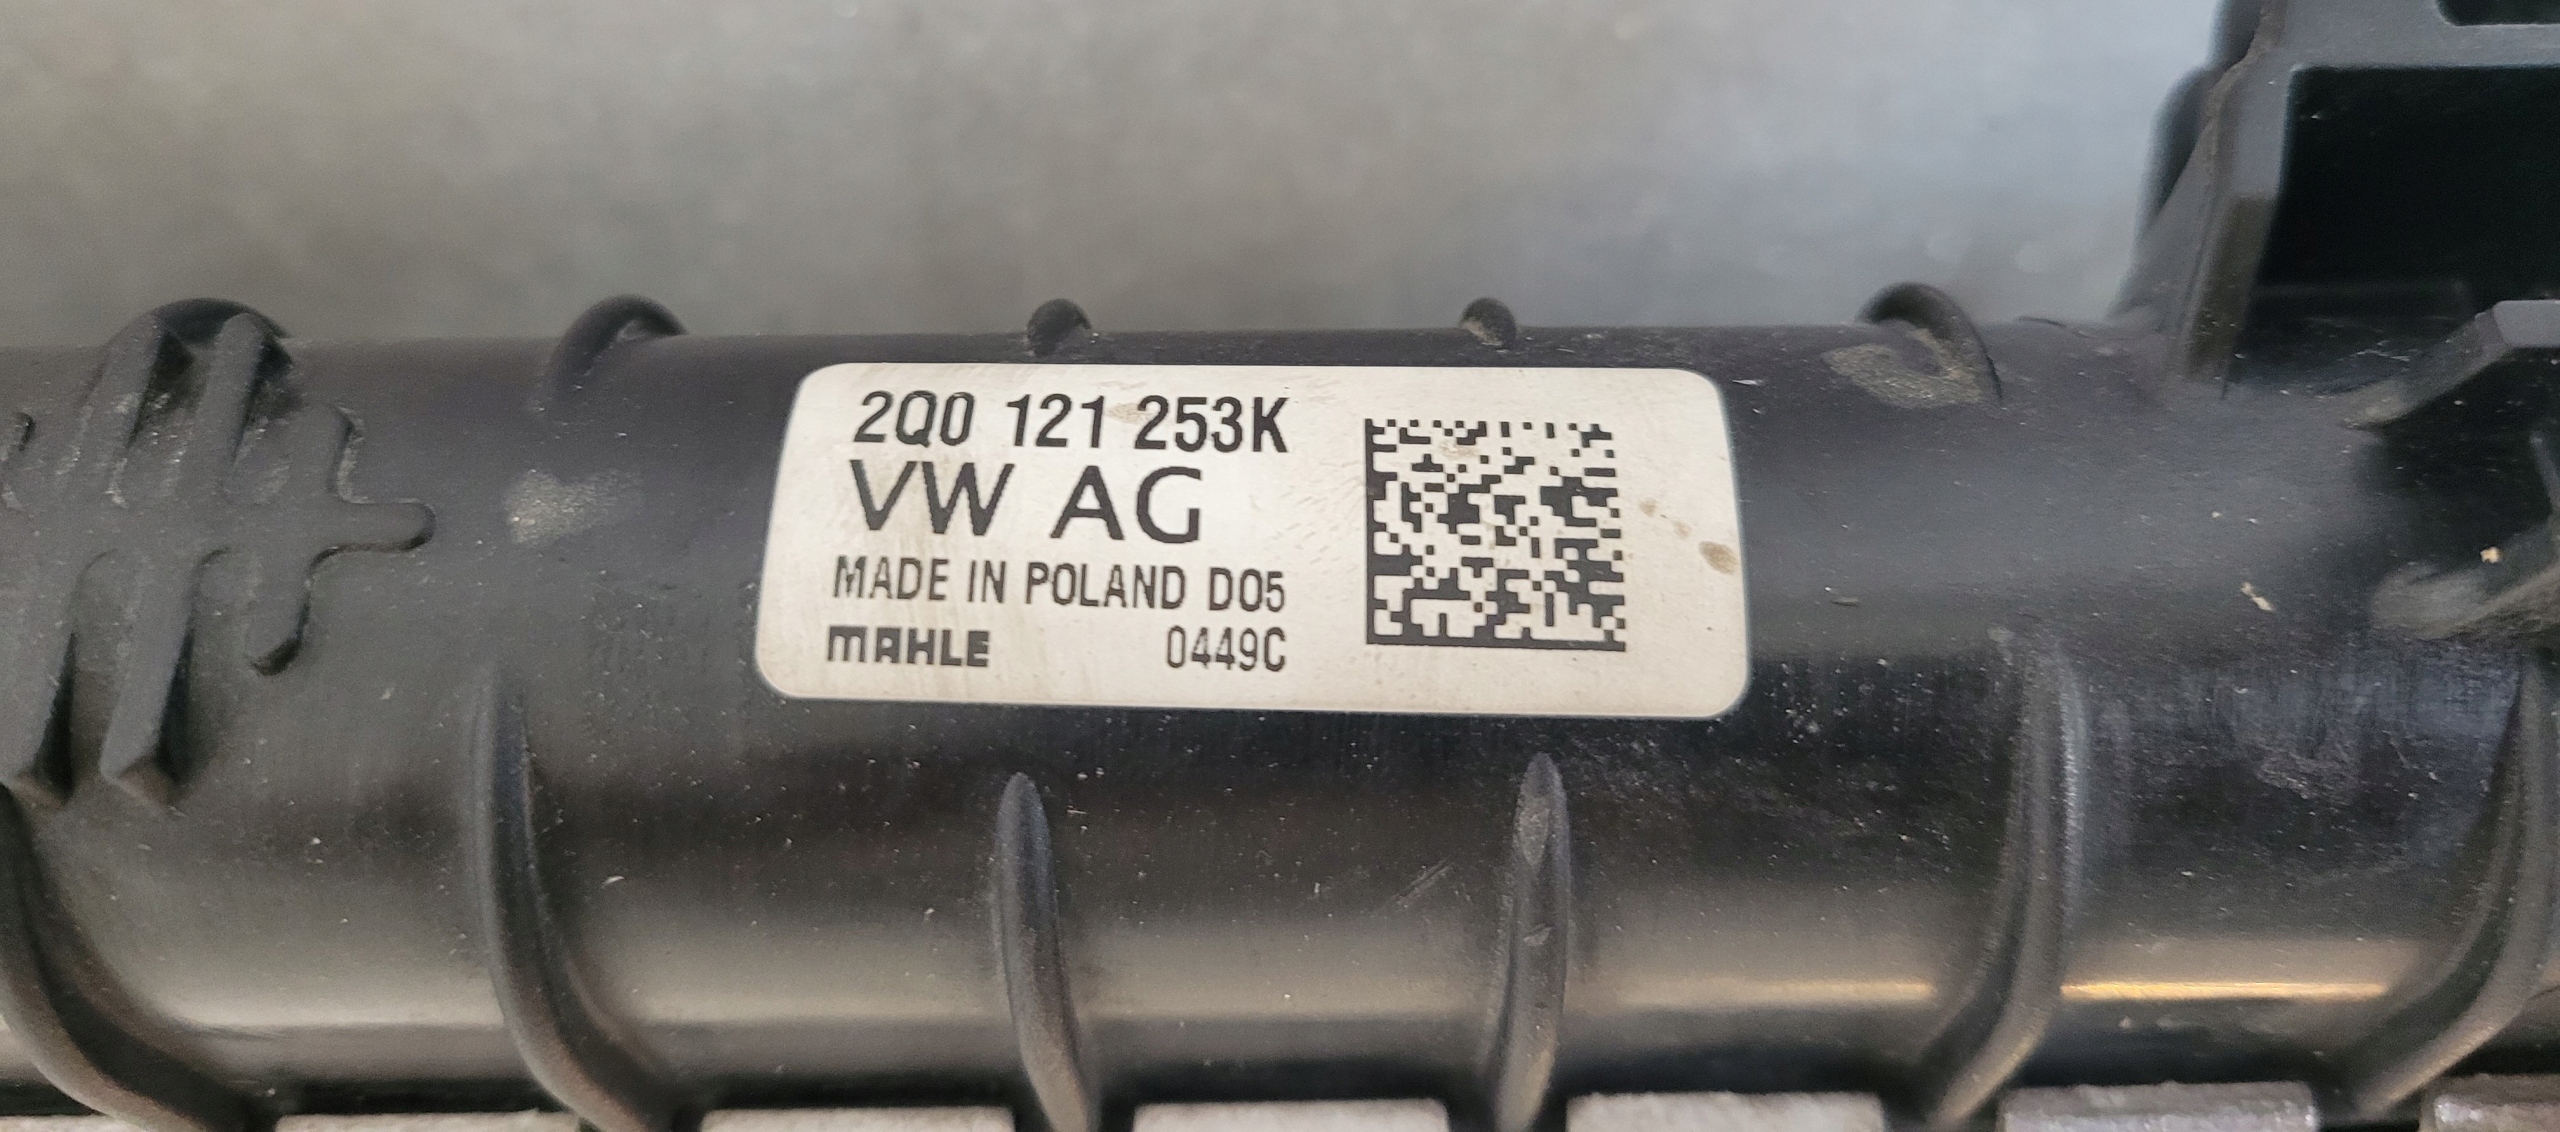 2Q0 121 253K
VW AG
MADE IN POLAND D05
MAHLE 0449C